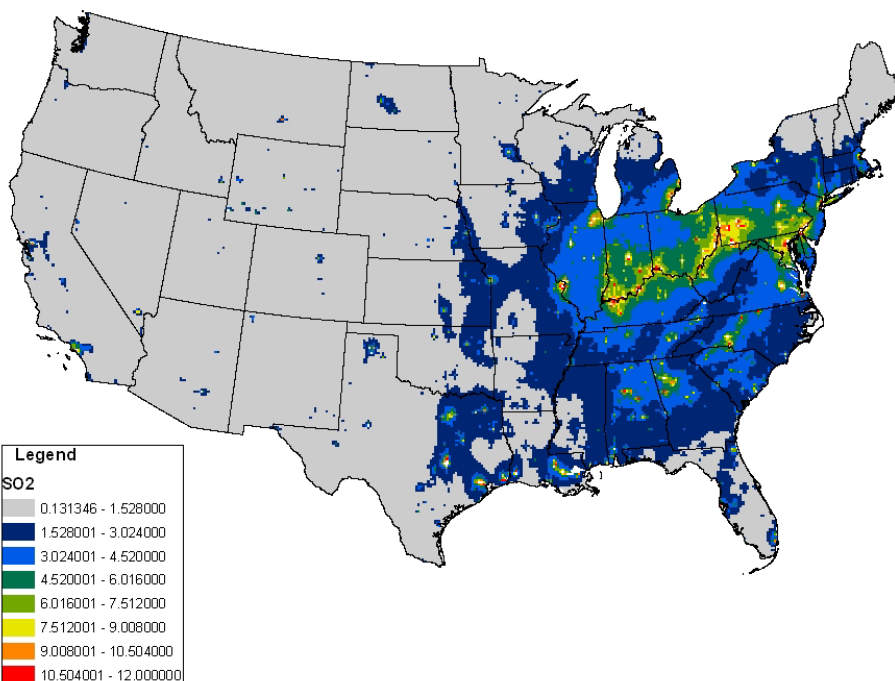 Legend
SO2
0.131346 - 1.528000
1.528001 - 3.024000
3.024001 - 4.520000
4.520001 - 6.016000
6.016001 - 7.512000
7.512001 - 9.008000
9.008001 - 10.504000
10.504001 - 12.000000